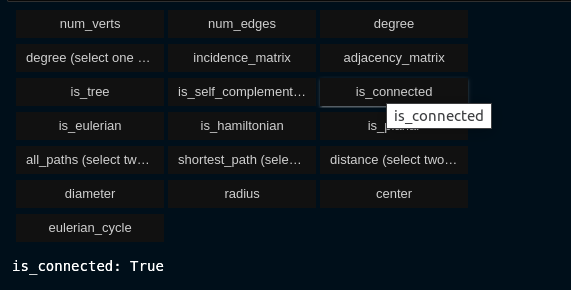 num_verts num_edges degree
degree (select one … incidence_matrix adjacency_matrix
is_tree is_self_complement… is_connected
is_connected
is_eulerian is_hamiltonian
all_paths (select tw… shortest_path (sele… distance (select two…
diameter radius center
eulerian_cycle
is_connected: True